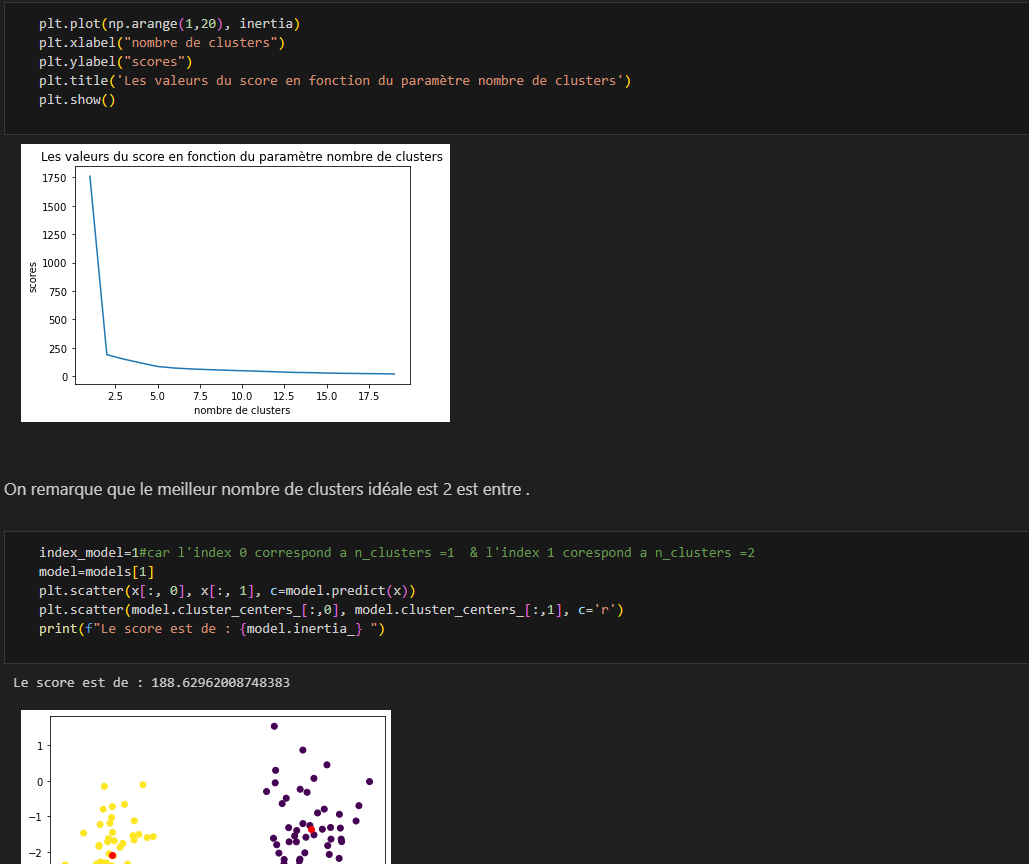 plt.plot(np.arange(1,20), inertia)
plt.xlabel("nombre de clusters")
plt.ylabel("scores")
plt.title('Les valeurs du score en fonction du paramètre nombre de clusters')
plt.show()
Les valeurs du score en fonction du paramètre nombre de clusters
1750
1500
1250
1000
750
500
250
0
scores
2.5 5.0 7.5 10.0 12.5 15.0 17.5
nombre de clusters
On remarque que le meilleur nombre de clusters idéale est 2 est entre .
index_model=1#car l'index 0 correspond a n_clusters =1  & l'index 1 corespond a n_clusters =2
model=models[1]
plt.scatter(x[:, 0], x[:, 1], c=model.predict(x))
plt.scatter(model.cluster_centers_[:,0], model.cluster_centers_[:,1], c='r')
print(f"Le score est de : {model.inertia_} ")
Le score est de : 188.62962008748383
1
0
−1
−2